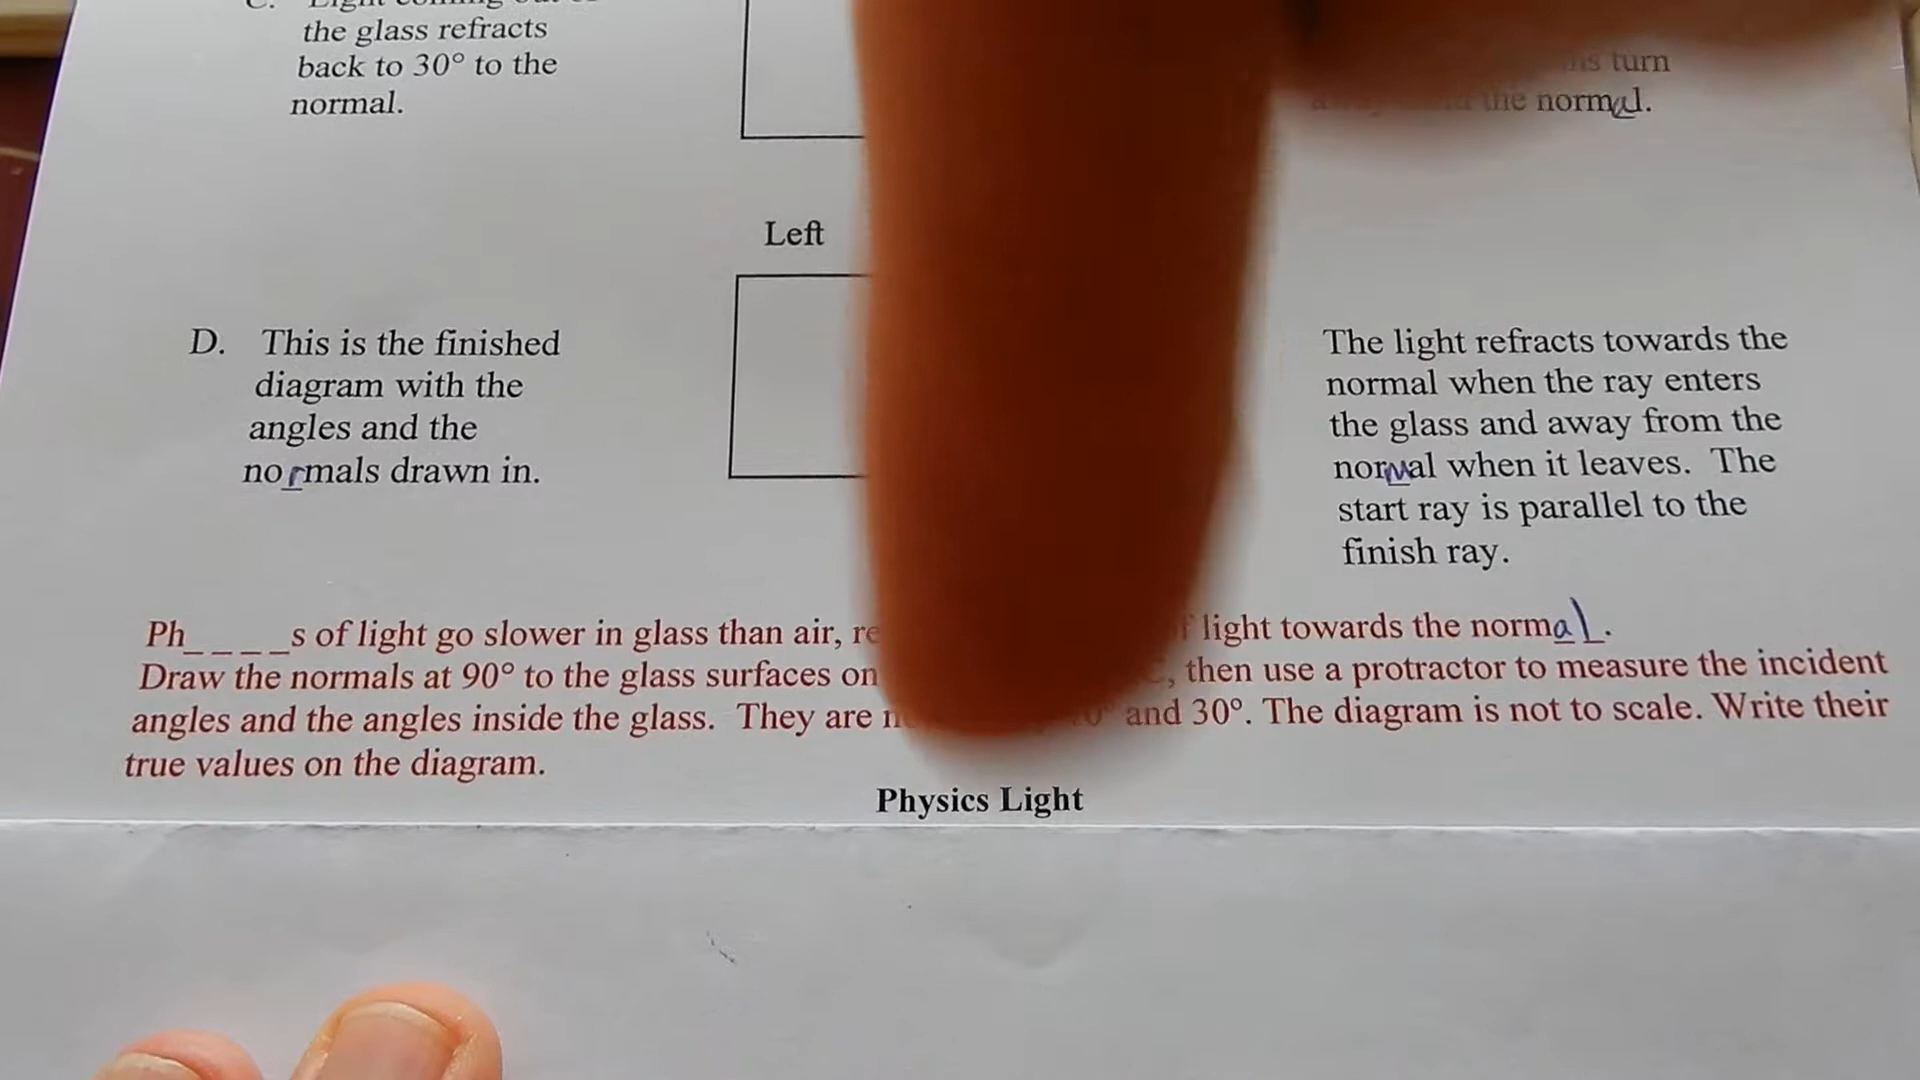 the glass refracts
back to 30° to the
normal.
turn
the normal.
Left
D. This is the finished
diagram with the
angles and the
normals drawn in.
The light refracts towards the
normal when the ray enters
the glass and away from the
normal when it leaves. The
start ray is parallel to the
finish ray.
Ph_ _ _ _s of light go slower in glass than air, light towards the normal.
Draw the normals at 90° to the glass surfaces on , then use a protractor to measure the incident
angles and the angles inside the glass. They are and 30°. The diagram is not to scale. Write their
true values on the diagram.
Physics Light